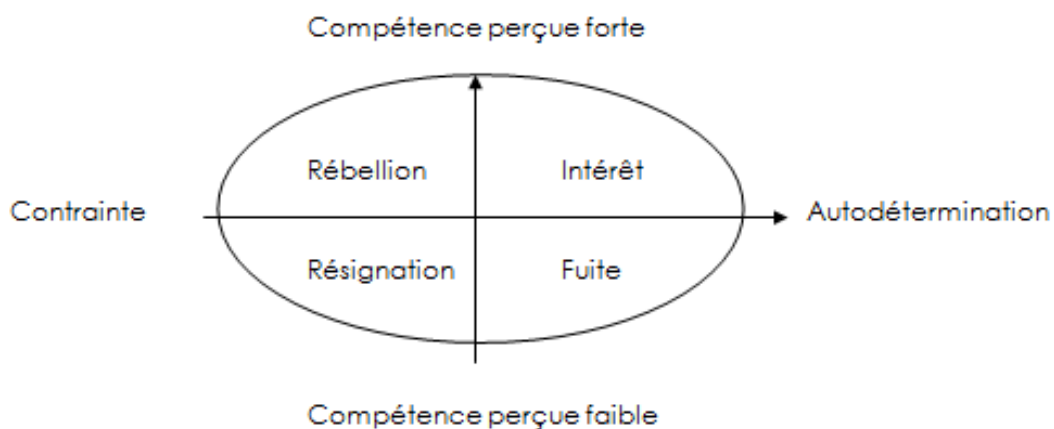 Compétence perçue forte
Rébellion
Intérêt
Contrainte
Autodétermination
Résignation
Fuite
Compétence perçue faible